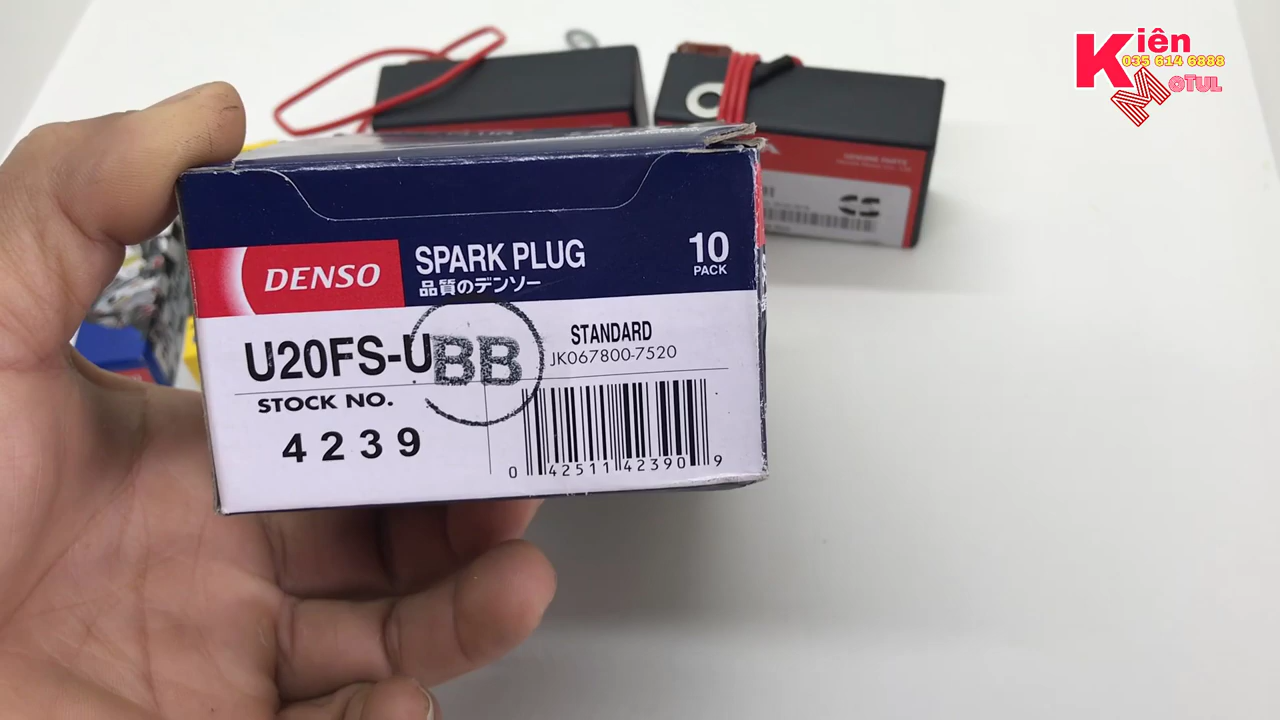 Kiên
035 614 6888
MOTUL
DENSO
SPARK PLUG
品質のデンソー
10
PACK
U20FS-U
BB
STANDARD
JK067800-7520
STOCK NO.
4239
0 42511 42390 9